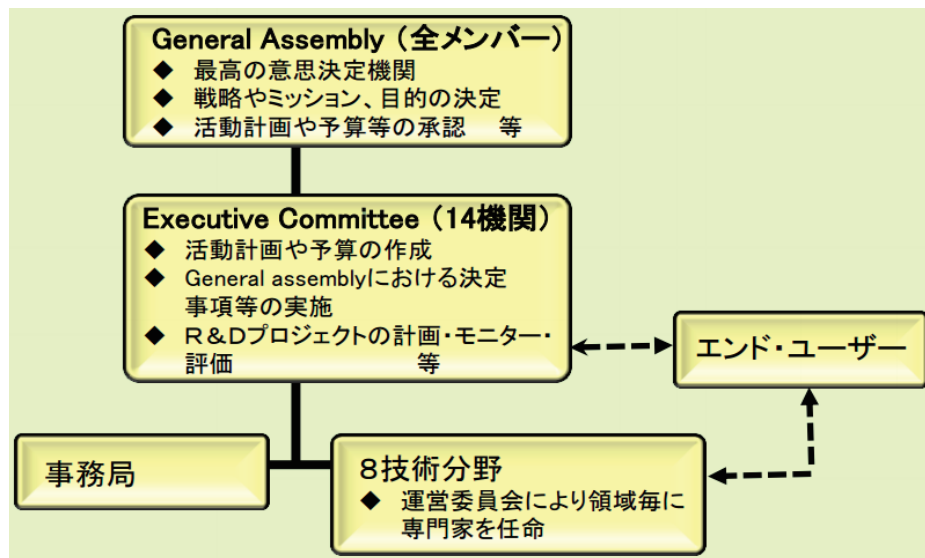 General Assembly（全メンバー）
◆ 最高の意思決定機関
◆ 戦略やミッション、目的の決定
◆ 活動計画や予算等の承認 等
Executive Committee（14機関）
◆ 活動計画や予算の作成
◆ General assemblyにおける決定
事項等の実施
◆ Ｒ＆Ｄプロジェクトの計画・モニター・
評価 等
エンド・ユーザー
事務局
８技術分野
◆ 運営委員会により領域毎に
専門家を任命